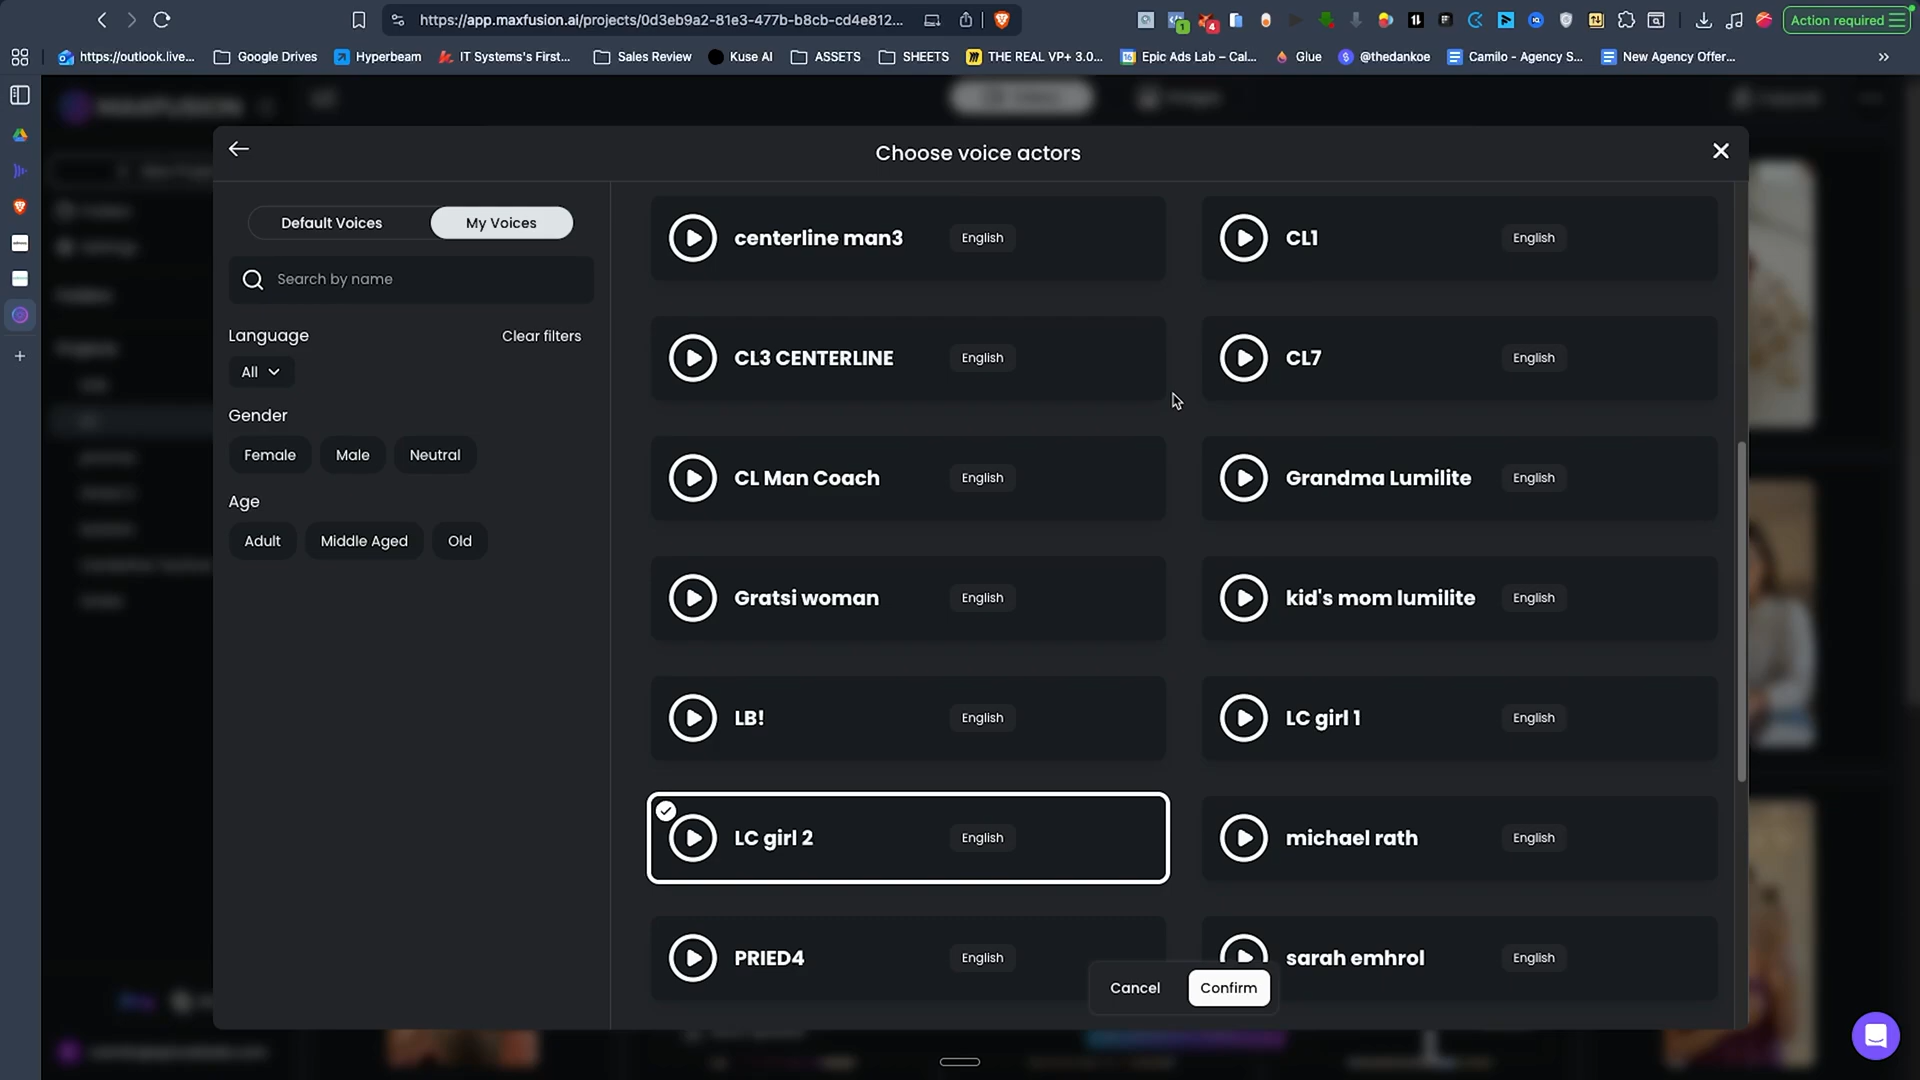 https://app.maxfusion.ai/projects/0d3eb9a2-81e3-477b-b8cb-cd4e812...
1
4
Action required
https://outlook.live...
Google Drives
Hyperbeam
IT Systems's First...
Sales Review
Kuse AI
ASSETS
SHEETS
THE REAL VP+ 3.0...
Epic Ads Lab – Cal...
Glue
@thedankoe
Camilo - Agency S...
New Agency Offer...
»
MAXFUSION
Choose voice actors
Default Voices
My Voices
Search by name
Language
Clear filters
All
Gender
Female
Male
Neutral
Age
Adult
Middle Aged
Old
centerline man3
English
CL1
English
CL3 CENTERLINE
English
CL7
English
CL Man Coach
English
Grandma Lumilite
English
Gratsi woman
English
kid's mom lumilite
English
LB!
English
LC girl 1
English
LC girl 2
English
michael rath
English
PRIED4
English
sarah emhrol
English
Cancel
Confirm